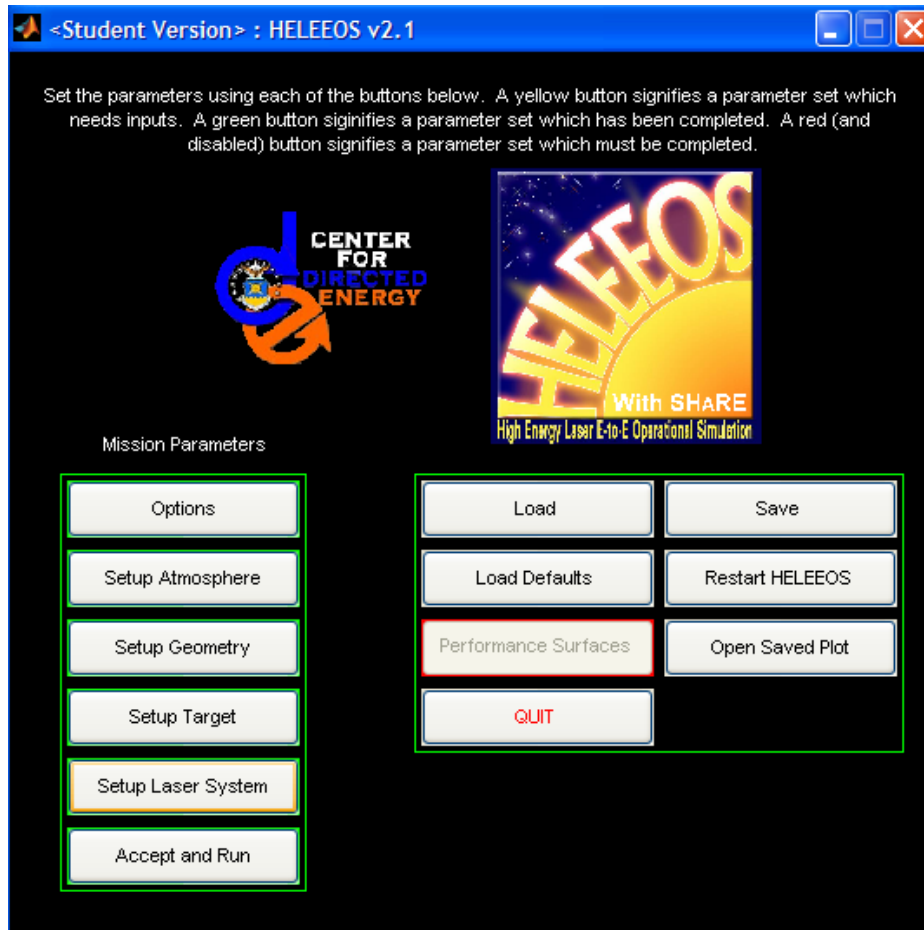 <Student Version> : HELEEOS v2.1
Set the parameters using each of the buttons below. A yellow button signifies a parameter set which
needs inputs. A green button siginifies a parameter set which has been completed. A red (and
disabled) button signifies a parameter set which must be completed.
CENTER
FOR
DIRECTED
ENERGY
HELEEOS
With SHARE
High Energy Laser E-to-E Operational Simulation
Mission Parameters
Options
Setup Atmosphere
Setup Geometry
Setup Target
Setup Laser System
Accept and Run
Load
Save
Load Defaults
Restart HELEEOS
Performance Surfaces
Open Saved Plot
QUIT